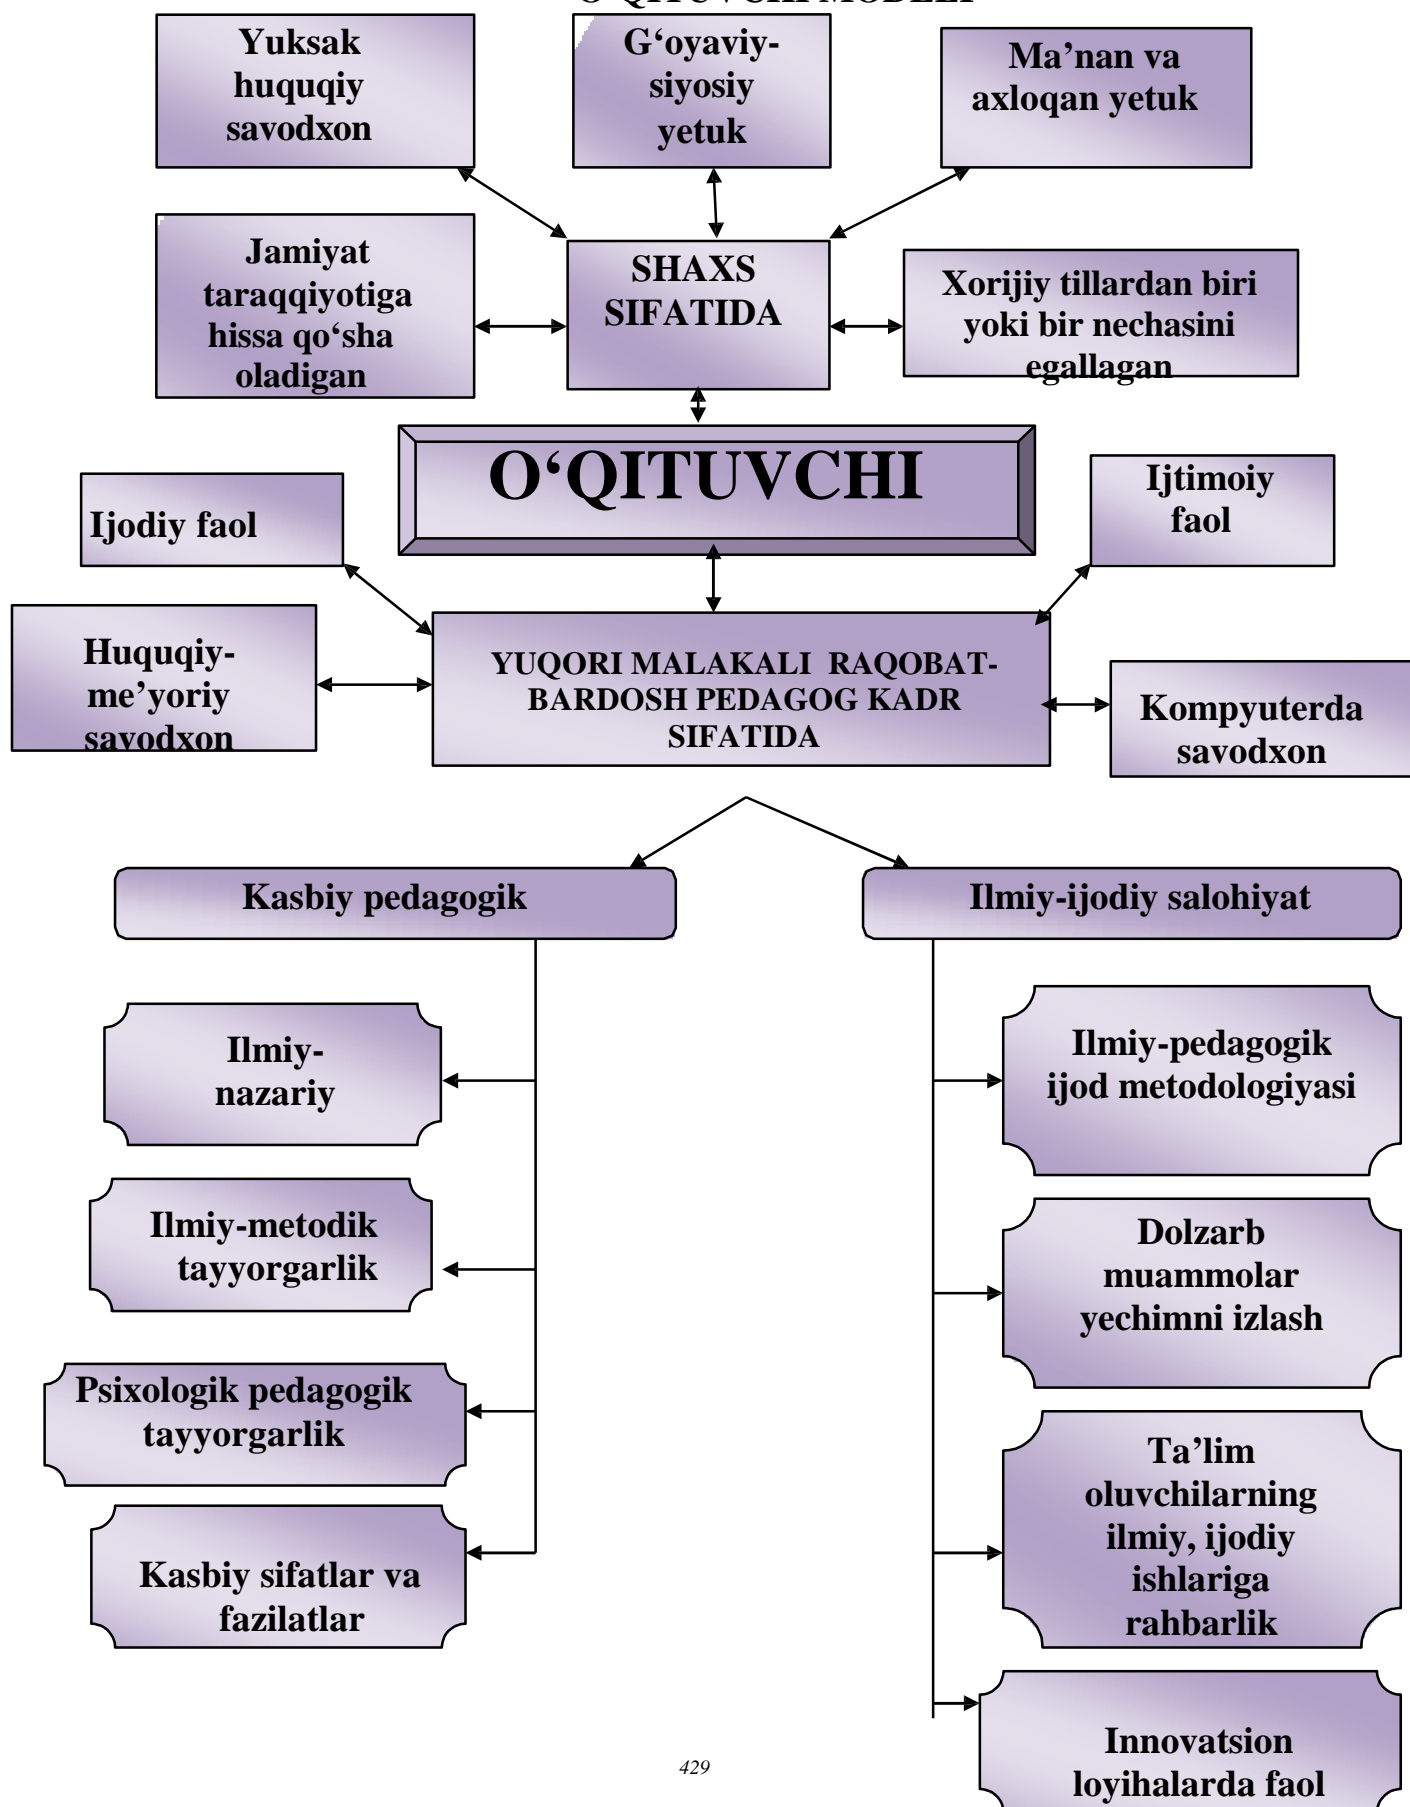 O‘QITUVCHI MODELI
Yuksak
huquqiy
savodxon
G‘oyaviy-
siyosiy
yetuk
Ma’nan va
axloqan yetuk
Jamiyat
taraqqiyotiga
hissa qo‘sha
oladigan
SHAXS
SIFATIDA
Xorijiy tillardan biri
yoki bir nechasini
egallagan
O‘QITUVCHI
Ijodiy faol
Ijtimoiy
faol
Huquqiy-
me’yoriy
savodxon
YUQORI MALAKALI RAQOBAT-
BARDOSH PEDAGOG KADR
SIFATIDA
Kompyuterda
savodxon
Kasbiy pedagogik
Ilmiy-ijodiy salohiyat
Ilmiy-
nazariy
Ilmiy-metodik
tayyorgarlik
Psixologik pedagogik
tayyorgarlik
Kasbiy sifatlar va
fazilatlar
Ilmiy-pedagogik
ijod metodologiyasi
Dolzarb
muammolar
yechimni izlash
Ta’lim
oluvchilarning
ilmiy, ijodiy
ishlariga
rahbarlik
Innovatsion
loyihalarda faol
429